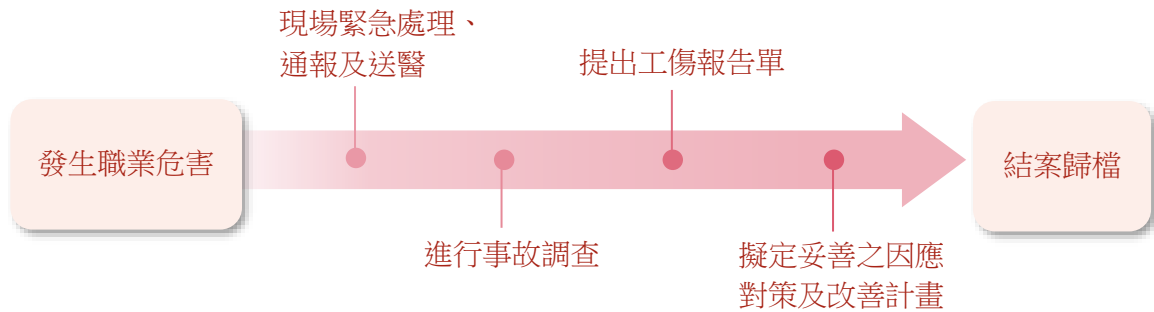 發生職業危害
現場緊急處理、
通報及送醫
進行事故調查
提出工傷報告單
擬定妥善之因應
對策及改善計畫
結案歸檔